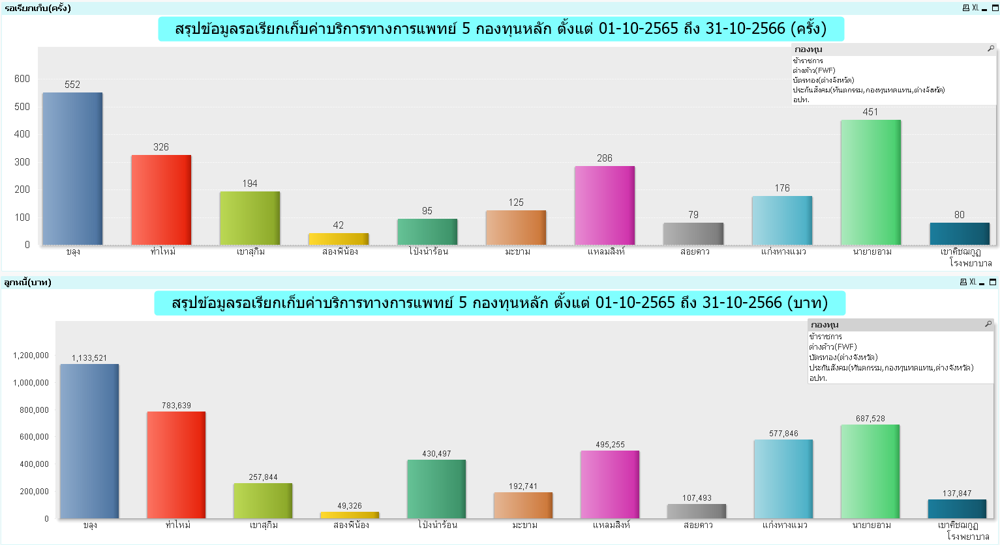 รอเรียกเก็บ(ครั้ง) XL
สรุปข้อมูลรอเรียกเก็บค่าบริการทางการแพทย์ 5 กองทุนหลัก ตั้งแต่ 01-10-2565 ถึง 31-10-2566 (ครั้ง)
กองทุน
ข้าราชการ
ต่างด้าว(FWF)
บัตรทอง(ต่างจังหวัด)
ประกันสังคม(ทันตกรรม,กองทุนทดแทน,ต่างจังหวัด)
อปท.
600
500
400
300
200
100
0
552
326
194
42
95
125
286
79
176
451
80
ขลุง
ท่าใหม่
เขาสุกิม
สองพี่น้อง
โป่งน้ำร้อน
มะขาม
แหลมสิงห์
สอยดาว
แก่งหางแมว
นายายอาม
เขาคิชฌกูฏ
โรงพยาบาล
ลูกหนี้(บาท) XL
สรุปข้อมูลรอเรียกเก็บค่าบริการทางการแพทย์ 5 กองทุนหลัก ตั้งแต่ 01-10-2565 ถึง 31-10-2566 (บาท)
กองทุน
ข้าราชการ
ต่างด้าว(FWF)
บัตรทอง(ต่างจังหวัด)
ประกันสังคม(ทันตกรรม,กองทุนทดแทน,ต่างจังหวัด)
อปท.
1,200,000
1,000,000
800,000
600,000
400,000
200,000
0
1,133,521
783,639
257,844
49,326
430,497
192,741
495,255
107,493
577,846
687,528
137,847
ขลุง
ท่าใหม่
เขาสุกิม
สองพี่น้อง
โป่งน้ำร้อน
มะขาม
แหลมสิงห์
สอยดาว
แก่งหางแมว
นายายอาม
เขาคิชฌกูฏ
โรงพยาบาล